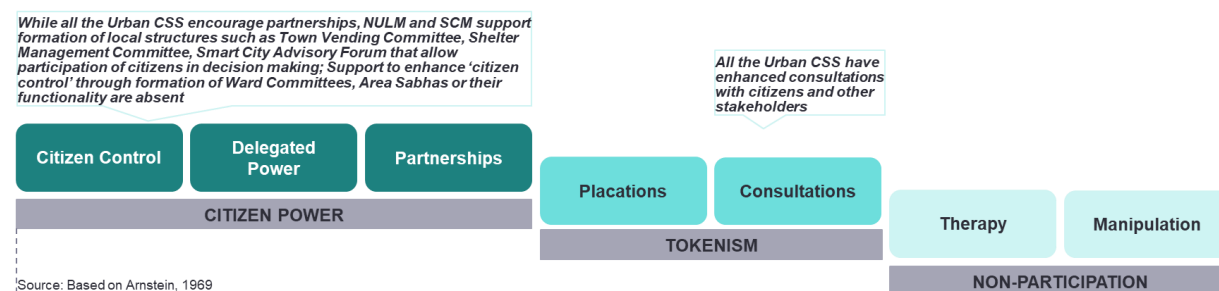 While all the Urban CSS encourage partnerships, NULM and SCM support
formation of local structures such as Town Vending Committee, Shelter
Management Committee, Smart City Advisory Forum that allow
participation of citizens in decision making; Support to enhance ‘citizen
control’ through formation of Ward Committees, Area Sabhas or their
functionality are absent
All the Urban CSS have
enhanced consultations
with citizens and other
stakeholders
Citizen Control
Delegated
Power
Partnerships
Placations
Consultations
Therapy
Manipulation
CITIZEN POWER
TOKENISM
NON-PARTICIPATION
Source: Based on Arnstein, 1969